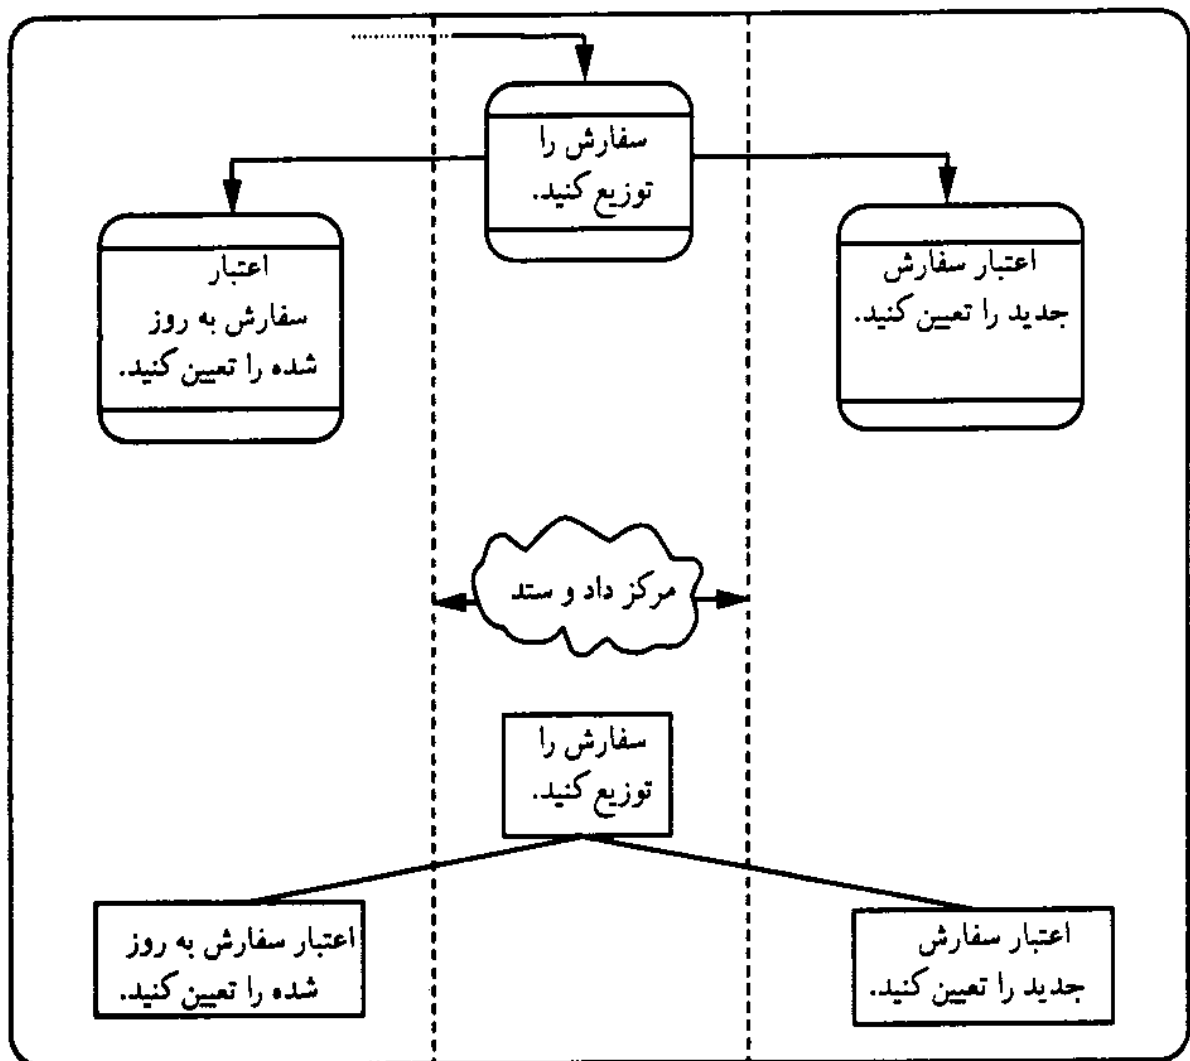 سفارش را
توزیع کنید.
اعتبار سفارش
جدید را تعیین کنید.
اعتبار
سفارش به روز
شده را تعیین کنید.
مرکز داد و ستد
سفارش را
توزیع کنید.
اعتبار سفارش
جدید را تعیین کنید.
اعتبار سفارش به روز
شده را تعیین کنید.